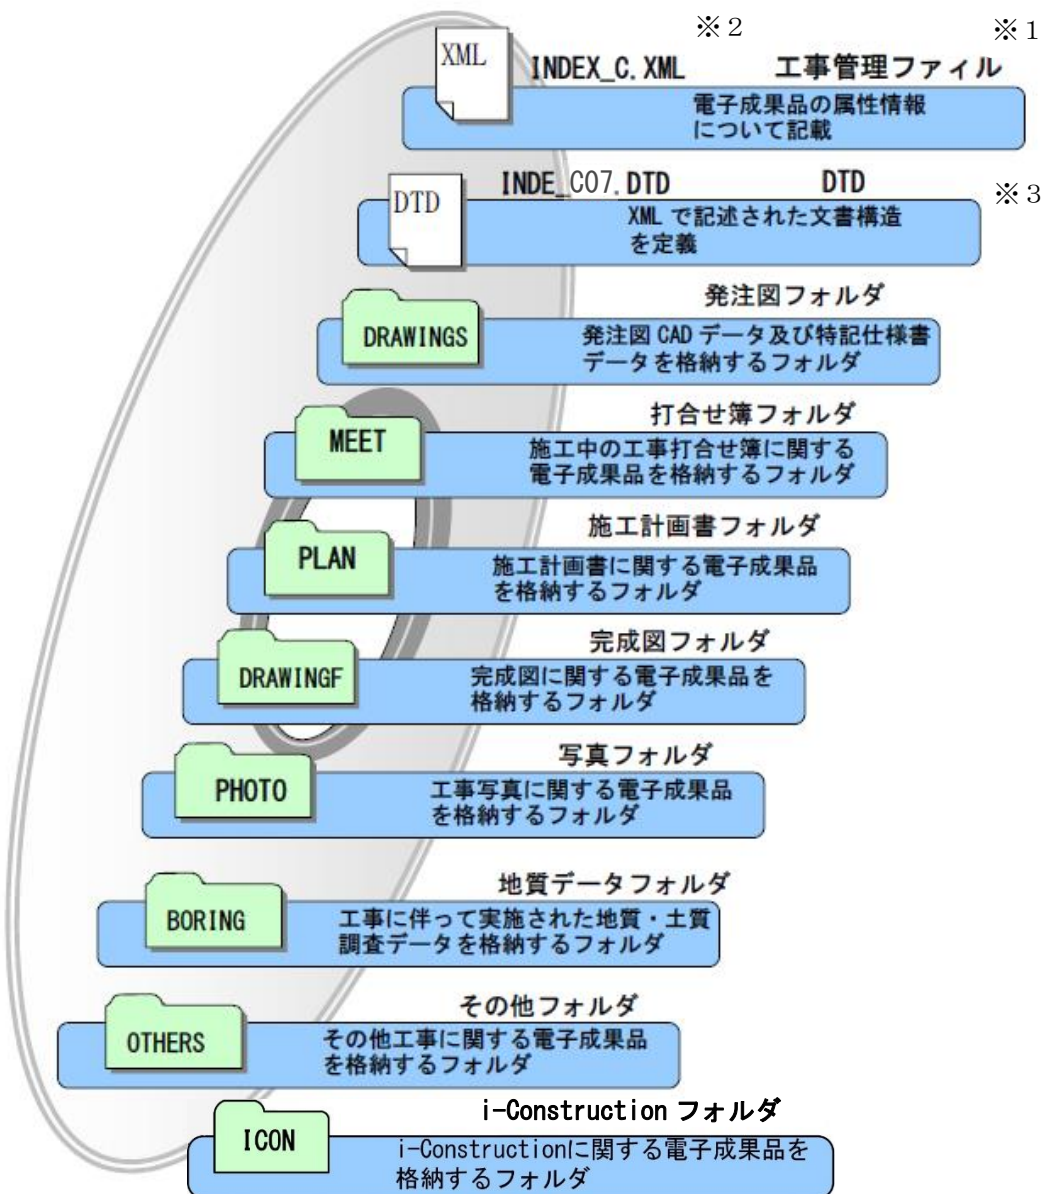 ※２ ※１
XML INDEX_C.XML 工事管理ファィル
電子成果品の属性情報
について記載
DTD INDE_C07.DTD DTD ※３
XML で記述された文書構造
を定義
発注図フォルダ
DRAWINGS 発注図 CAD データ及び特記仕様書
データを格納するフォルダ
打合せ簿フォルダ
MEET 施工中の工事打合せ簿に関する
電子成果品を格納するフォルダ
施工計画書フォルダ
PLAN 施工計画書に関する電子成果品
を格納するフォルダ
完成図フォルダ
DRAWINGF 完成図に関する電子成果品を
格納するフォルダ
写真フォルダ
PHOTO 工事写真に関する電子成果品
を格納するフォルダ
地質データフォルダ
BORING 工事に伴って実施された地質・土質
調査データを格納するフォルダ
その他フォルダ
OTHERS その他工事に関する電子成果品
を格納するフォルダ
i-Construction フォルダ
ICON i-Constructionに関する電子成果品を
格納するフォルダ